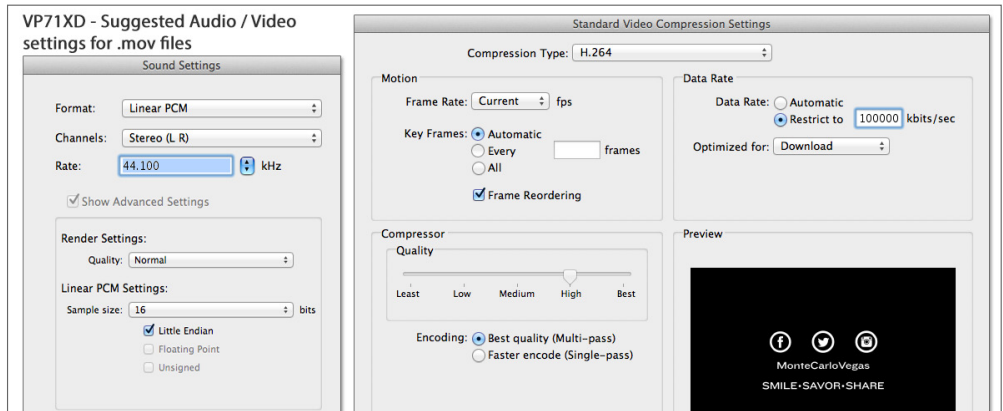 VP71XD - Suggested Audio / Video
settings for .mov files
Sound Settings
Format: Linear PCM
Channels: Stereo (L R)
Rate: 44.100 kHz
Show Advanced Settings
Render Settings:
Quality: Normal
Linear PCM Settings:
Sample size: 16 bits
Little Endian
Floating Point
Unsigned
Standard Video Compression Settings
Compression Type: H.264
Motion
Frame Rate: Current fps
Key Frames: Automatic
Every frames
All
Frame Reordering
Data Rate
Data Rate: Automatic
Restrict to 100000 kbits/sec
Optimized for: Download
Compressor
Quality
Least Low Medium High Best
Encoding: Best quality (Multi-pass)
Faster encode (Single-pass)
Preview
MonteCarloVegas
SMILE•SAVOR•SHARE